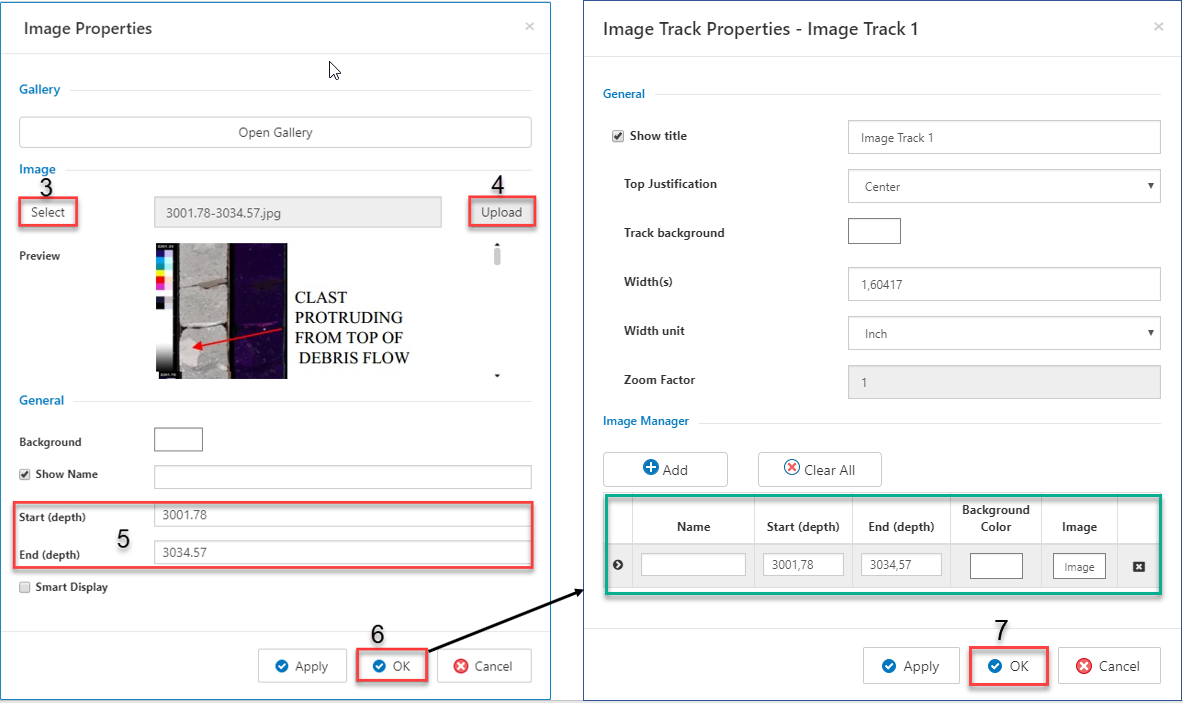 Image Properties
×
Gallery
Open Gallery
Image
3
4
Select
3001.78-3034.57.jpg
Upload
Preview
CLAST
PROTRUDING
FROM TOP OF
DEBRIS FLOW
General
Background
Show Name
Start (depth)
3001.78
5
End (depth)
3034.57
Smart Display
6
Apply
OK
Cancel
Image Track Properties - Image Track 1
×
General
Show title
Image Track 1
Top Justification
Center
Track background
Width(s)
1,60417
Width unit
Inch
Zoom Factor
1
Image Manager
Add
Clear All
Name
Start (depth)
End (depth)
Background
Color
Image
3001,78
3034,57
Image
7
Apply
OK
Cancel